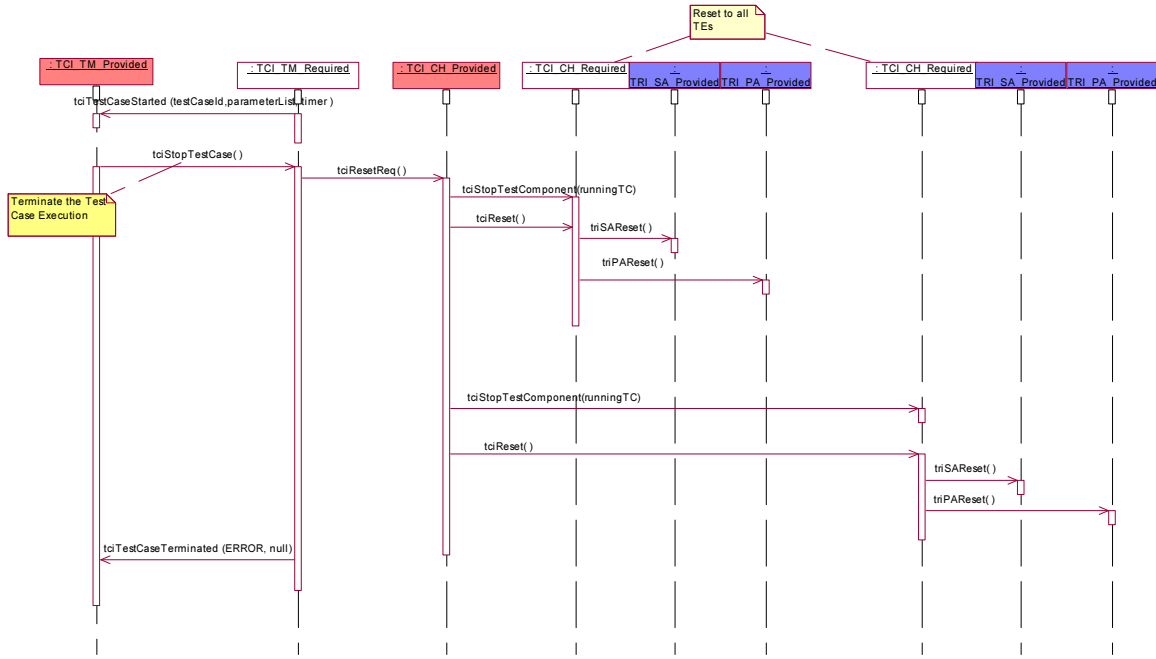 Reset to all
TEs
: TCI_TM_Provided
: TCI_TM_Required
: TCI_CH_Provided
: TCI_CH_Required
:
TRI_SA_Provided
:
TRI_PA_Provided
: TCI_CH_Required
:
TRI_SA_Provided
:
TRI_PA_Provided
tciTestCaseStarted (testCaseId,parameterList, timer )
tciStopTestCase( )
tciResetReq( )
tciStopTestComponent(runningTC)
Terminate the Test
Case Execution
tciReset( )
triSAReset( )
triPAReset( )
tciStopTestComponent(runningTC)
tciReset( )
triSAReset( )
triPAReset( )
tciTestCaseTerminated (ERROR, null)